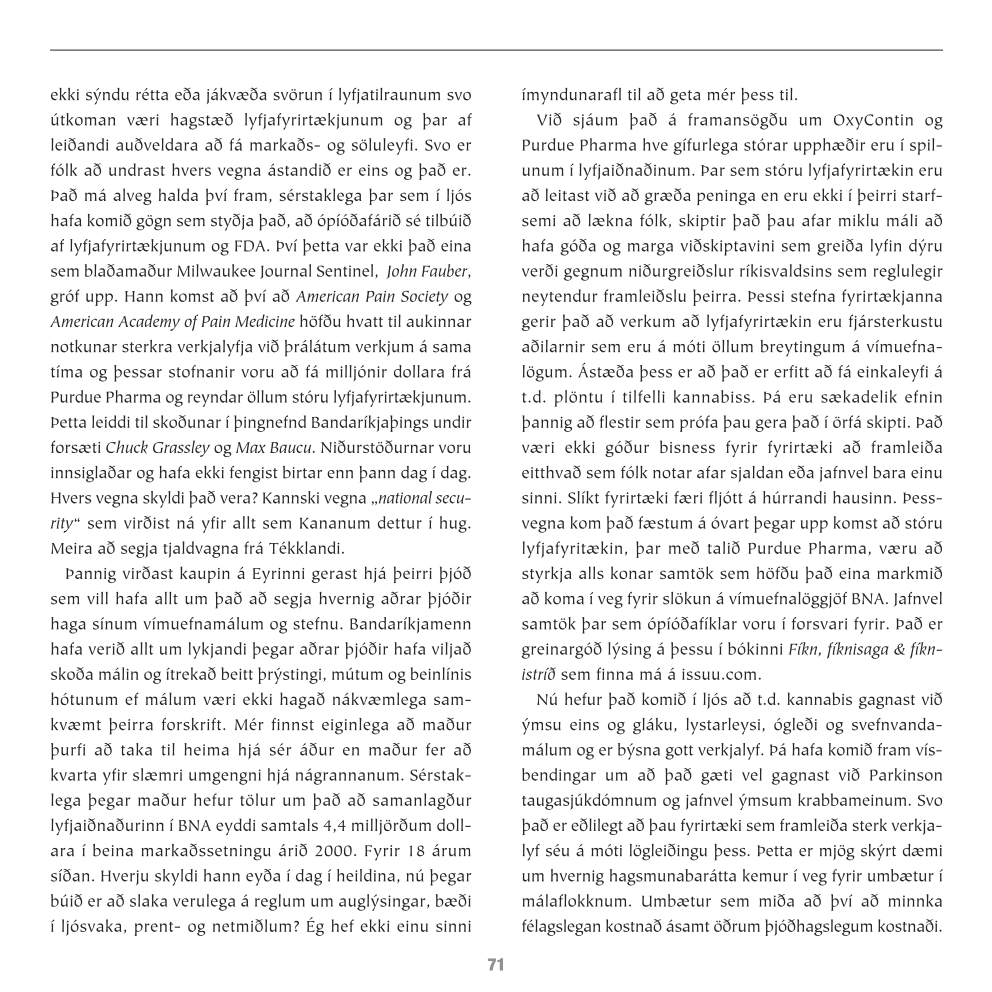 ekki sýndu rétta eða jákvæða svörun í lyfjatilraunum svo
útkoman væri hagstæð lyfjafyrirtækjunum og þar af
leiðandi auðveldara að fá markaðs- og söluleyfi. Svo er
fólk að undrast hvers vegna ástandið er eins og það er.
Það má alveg halda því fram, sérstaklega þar sem í ljós
hafa komið gögn sem styðja það, að ópíóðafárið sé tilbúið
af lyfjafyrirtækjunum og FDA. Því þetta var ekki það eina
sem blaðamaður Milwaukee Journal Sentinel, John Fauber,
gróf upp. Hann komst að því að American Pain Society og
American Academy of Pain Medicine höfðu hvatt til aukinnar
notkunar sterkra verkjalyfja við þrálátum verkjum á sama
tíma og þessar stofnanir voru að fá milljónir dollara frá
Purdue Pharma og reyndar öllum stóru lyfjafyrirtækjunum.
Þetta leiddi til skoðunar í þingnefnd Bandaríkjaþings undir
forsæti Chuck Grassley og Max Baucu. Niðurstöðurnar voru
innsiglaðar og hafa ekki fengist birtar enn þann dag í dag.
Hvers vegna skyldi það vera? Kannski vegna „national secu-
rity“ sem virðist ná yfir allt sem Kananum dettur í hug.
Meira að segja tjaldvagna frá Tékklandi.
Þannig virðast kaupin á Eyrinni gerast hjá þeirri þjóð
sem vill hafa allt um það að segja hvernig aðrar þjóðir
haga sínum vímuefnamálum og stefnu. Bandaríkjamenn
hafa verið allt um lykjandi þegar aðrar þjóðir hafa viljað
skoða málin og ítrekað beitt þrýstingi, mútum og beinlínis
hótunum ef málum væri ekki hagað nákvæmlega sam-
kvæmt þeirra forskrift. Mér finnst eiginlega að maður
þurfi að taka til heima hjá sér áður en maður fer að
kvarta yfir slæmri umgengni hjá nágrannanum. Sérstak-
lega þegar maður hefur tölur um það að samanlagður
lyfjaiðnaðurinn í BNA eyddi samtals 4,4 milljörðum doll-
ara í beina markaðssetningu árið 2000. Fyrir 18 árum
síðan. Hverju skyldi hann eyða í dag í heildina, nú þegar
búið er að slaka verulega á reglum um auglýsingar, bæði
í ljósvaka, prent- og netmiðlum? Ég hef ekki einu sinni
ímyndunarafl til að geta mér þess til.
Við sjáum það á framansögðu um OxyContin og
Purdue Pharma hve gífurlega stórar upphæðir eru í spil-
unum í lyfjaiðnaðinum. Þar sem stóru lyfjafyrirtækin eru
að leitast við að græða peninga en eru ekki í þeirri starf-
semi að lækna fólk, skiptir það þau afar miklu máli að
hafa góða og marga viðskiptavini sem greiða lyfin dýru
verði gegnum niðurgreiðslur ríkisvaldsins sem reglulegir
neytendur framleiðslu þeirra. Þessi stefna fyrirtækjanna
gerir það að verkum að lyfjafyrirtækin eru fjársterkustu
aðilarnir sem eru á móti öllum breytingum á vímuefna-
lögum. Ástæða þess er að það er erfitt að fá einkaleyfi á
t.d. plöntu í tilfelli kannabiss. Þá eru sækadelik efnin
þannig að flestir sem prófa þau gera það í örfá skipti. Það
væri ekki góður bisness fyrir fyrirtæki að framleiða
eitthvað sem fólk notar afar sjaldan eða jafnvel bara einu
sinni. Slíkt fyrirtæki færi fljótt á húrrandi hausinn. Þess-
vegna kom það fæstum á óvart þegar upp komst að stóru
lyfjafyritækin, þar með talið Purdue Pharma, væru að
styrkja alls konar samtök sem höfðu það eina markmið
að koma í veg fyrir slökun á vímuefnalöggjöf BNA. Jafnvel
samtök þar sem ópíóðafíklar voru í forsvari fyrir. Það er
greinargóð lýsing á þessu í bókinni Fíkn, fíknisaga & fíkn-
istríð sem finna má á issuu.com.
Nú hefur það komið í ljós að t.d. kannabis gagnast við
ýmsu eins og gláku, lystarleysi, ógleði og svefnvanda-
málum og er býsna gott verkjalyf. Þá hafa komið fram vís-
bendingar um að það gæti vel gagnast við Parkinson
taugasjúkdómnum og jafnvel ýmsum krabbameinum. Svo
það er eðlilegt að þau fyrirtæki sem framleiða sterk verkja-
lyf séu á móti lögleiðingu þess. Þetta er mjög skýrt dæmi
um hvernig hagsmunabarátta kemur í veg fyrir umbætur í
málaflokknum. Umbætur sem miða að því að minnka
félagslegan kostnað ásamt öðrum þjóðhagslegum kostnaði.
71